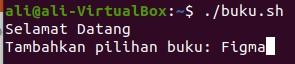 ali@ali-VirtualBox:~$ ./buku.sh
Selamat Datang
Tambahkan pilihan buku: Figma